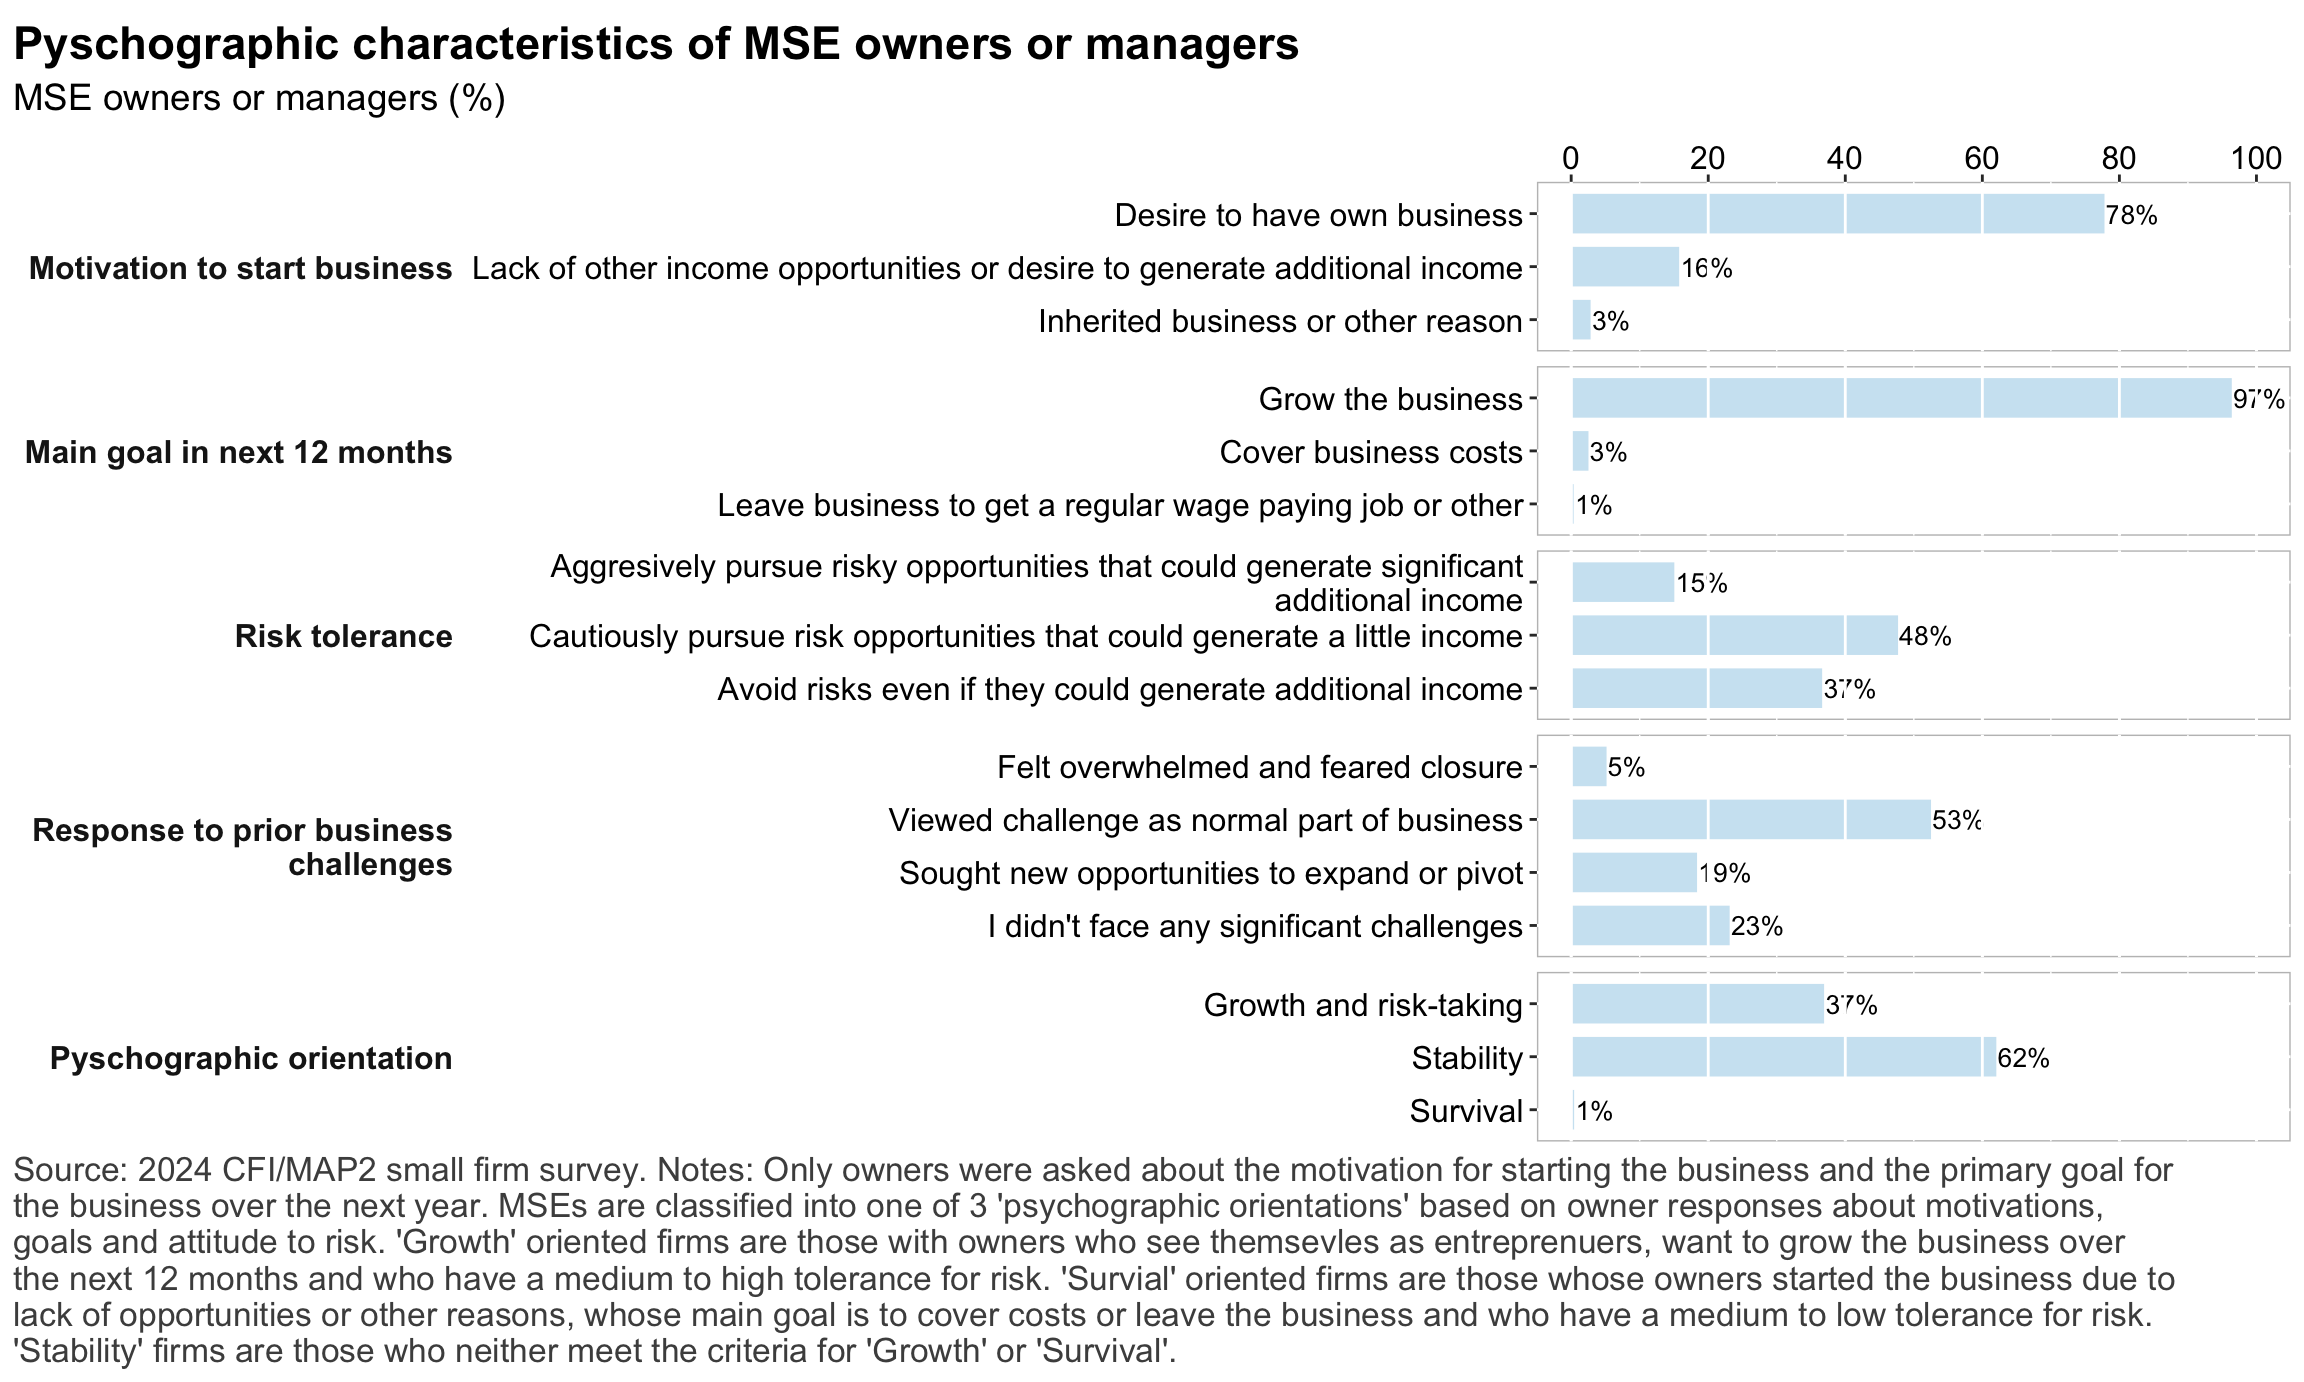 Pyschographic characteristics of MSE owners or managers
MSE owners or managers (%)
0 20 40 60 80 100
Motivation to start business
Desire to have own business 78%
Lack of other income opportunities or desire to generate additional income 16%
Inherited business or other reason 3%
Main goal in next 12 months
Grow the business 97%
Cover business costs 3%
Leave business to get a regular wage paying job or other 1%
Risk tolerance
Aggresively pursue risky opportunities that could generate significant
additional income 15%
Cautiously pursue risk opportunities that could generate a little income 48%
Avoid risks even if they could generate additional income 37%
Response to prior business
challenges
Felt overwhelmed and feared closure 5%
Viewed challenge as normal part of business 53%
Sought new opportunities to expand or pivot 19%
I didn't face any significant challenges 23%
Pyschographic orientation
Growth and risk-taking 37%
Stability 62%
Survival 1%
Source: 2024 CFI/MAP2 small firm survey. Notes: Only owners were asked about the motivation for starting the business and the primary goal for
the business over the next year. MSEs are classified into one of 3 'psychographic orientations' based on owner responses about motivations,
goals and attitude to risk. 'Growth' oriented firms are those with owners who see themsevles as entreprenuers, want to grow the business over
the next 12 months and who have a medium to high tolerance for risk. 'Survial' oriented firms are those whose owners started the business due to
lack of opportunities or other reasons, whose main goal is to cover costs or leave the business and who have a medium to low tolerance for risk.
'Stability' firms are those who neither meet the criteria for 'Growth' or 'Survival'.